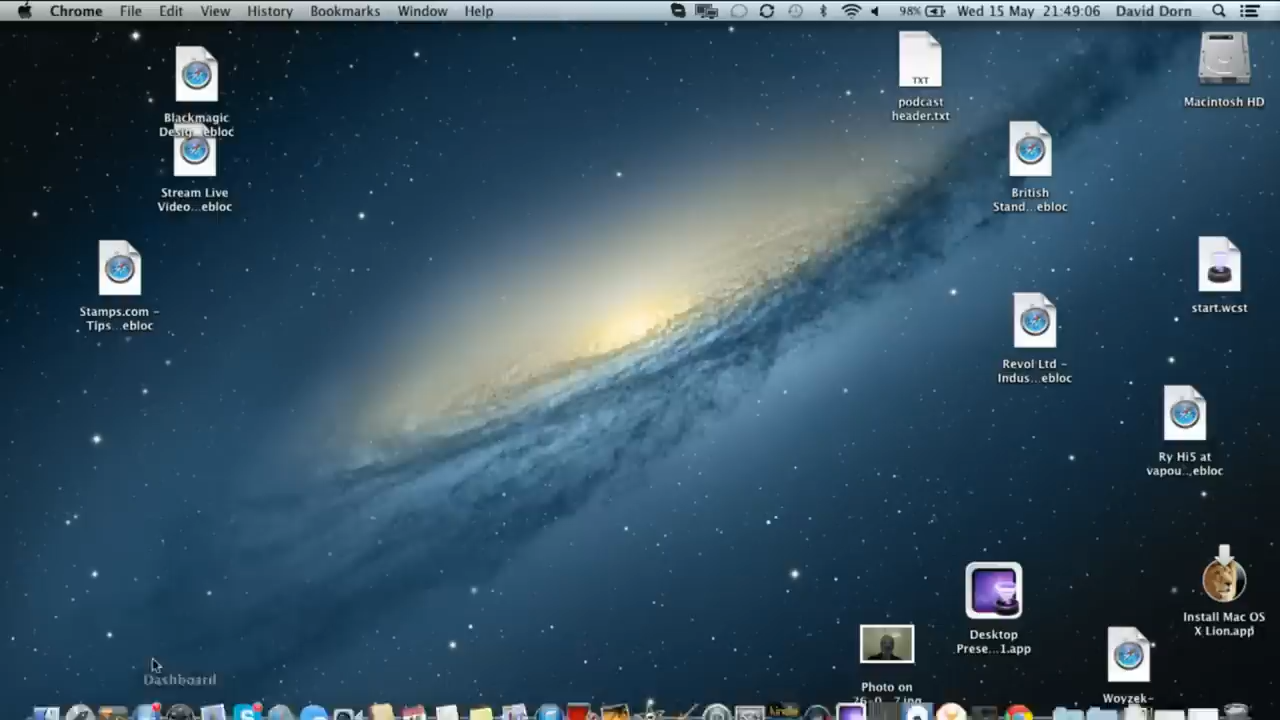 Chrome File Edit View History Bookmarks Window Help 98% Wed 15 May 21:49:06 David Dorn
Blackmagic
Desig...ebloc
Stream Live
Video...ebloc
Stamps.com –
Tips...ebloc
TXT
podcast
header.txt
Macintosh HD
British
Stand...ebloc
start.wcst
Revol Ltd –
Indus...ebloc
Ry Hi5 at
vapou...ebloc
Install Mac OS
X Lion.app
Desktop
Prese...1.app
Photo on
Woyzek-
Dashboard